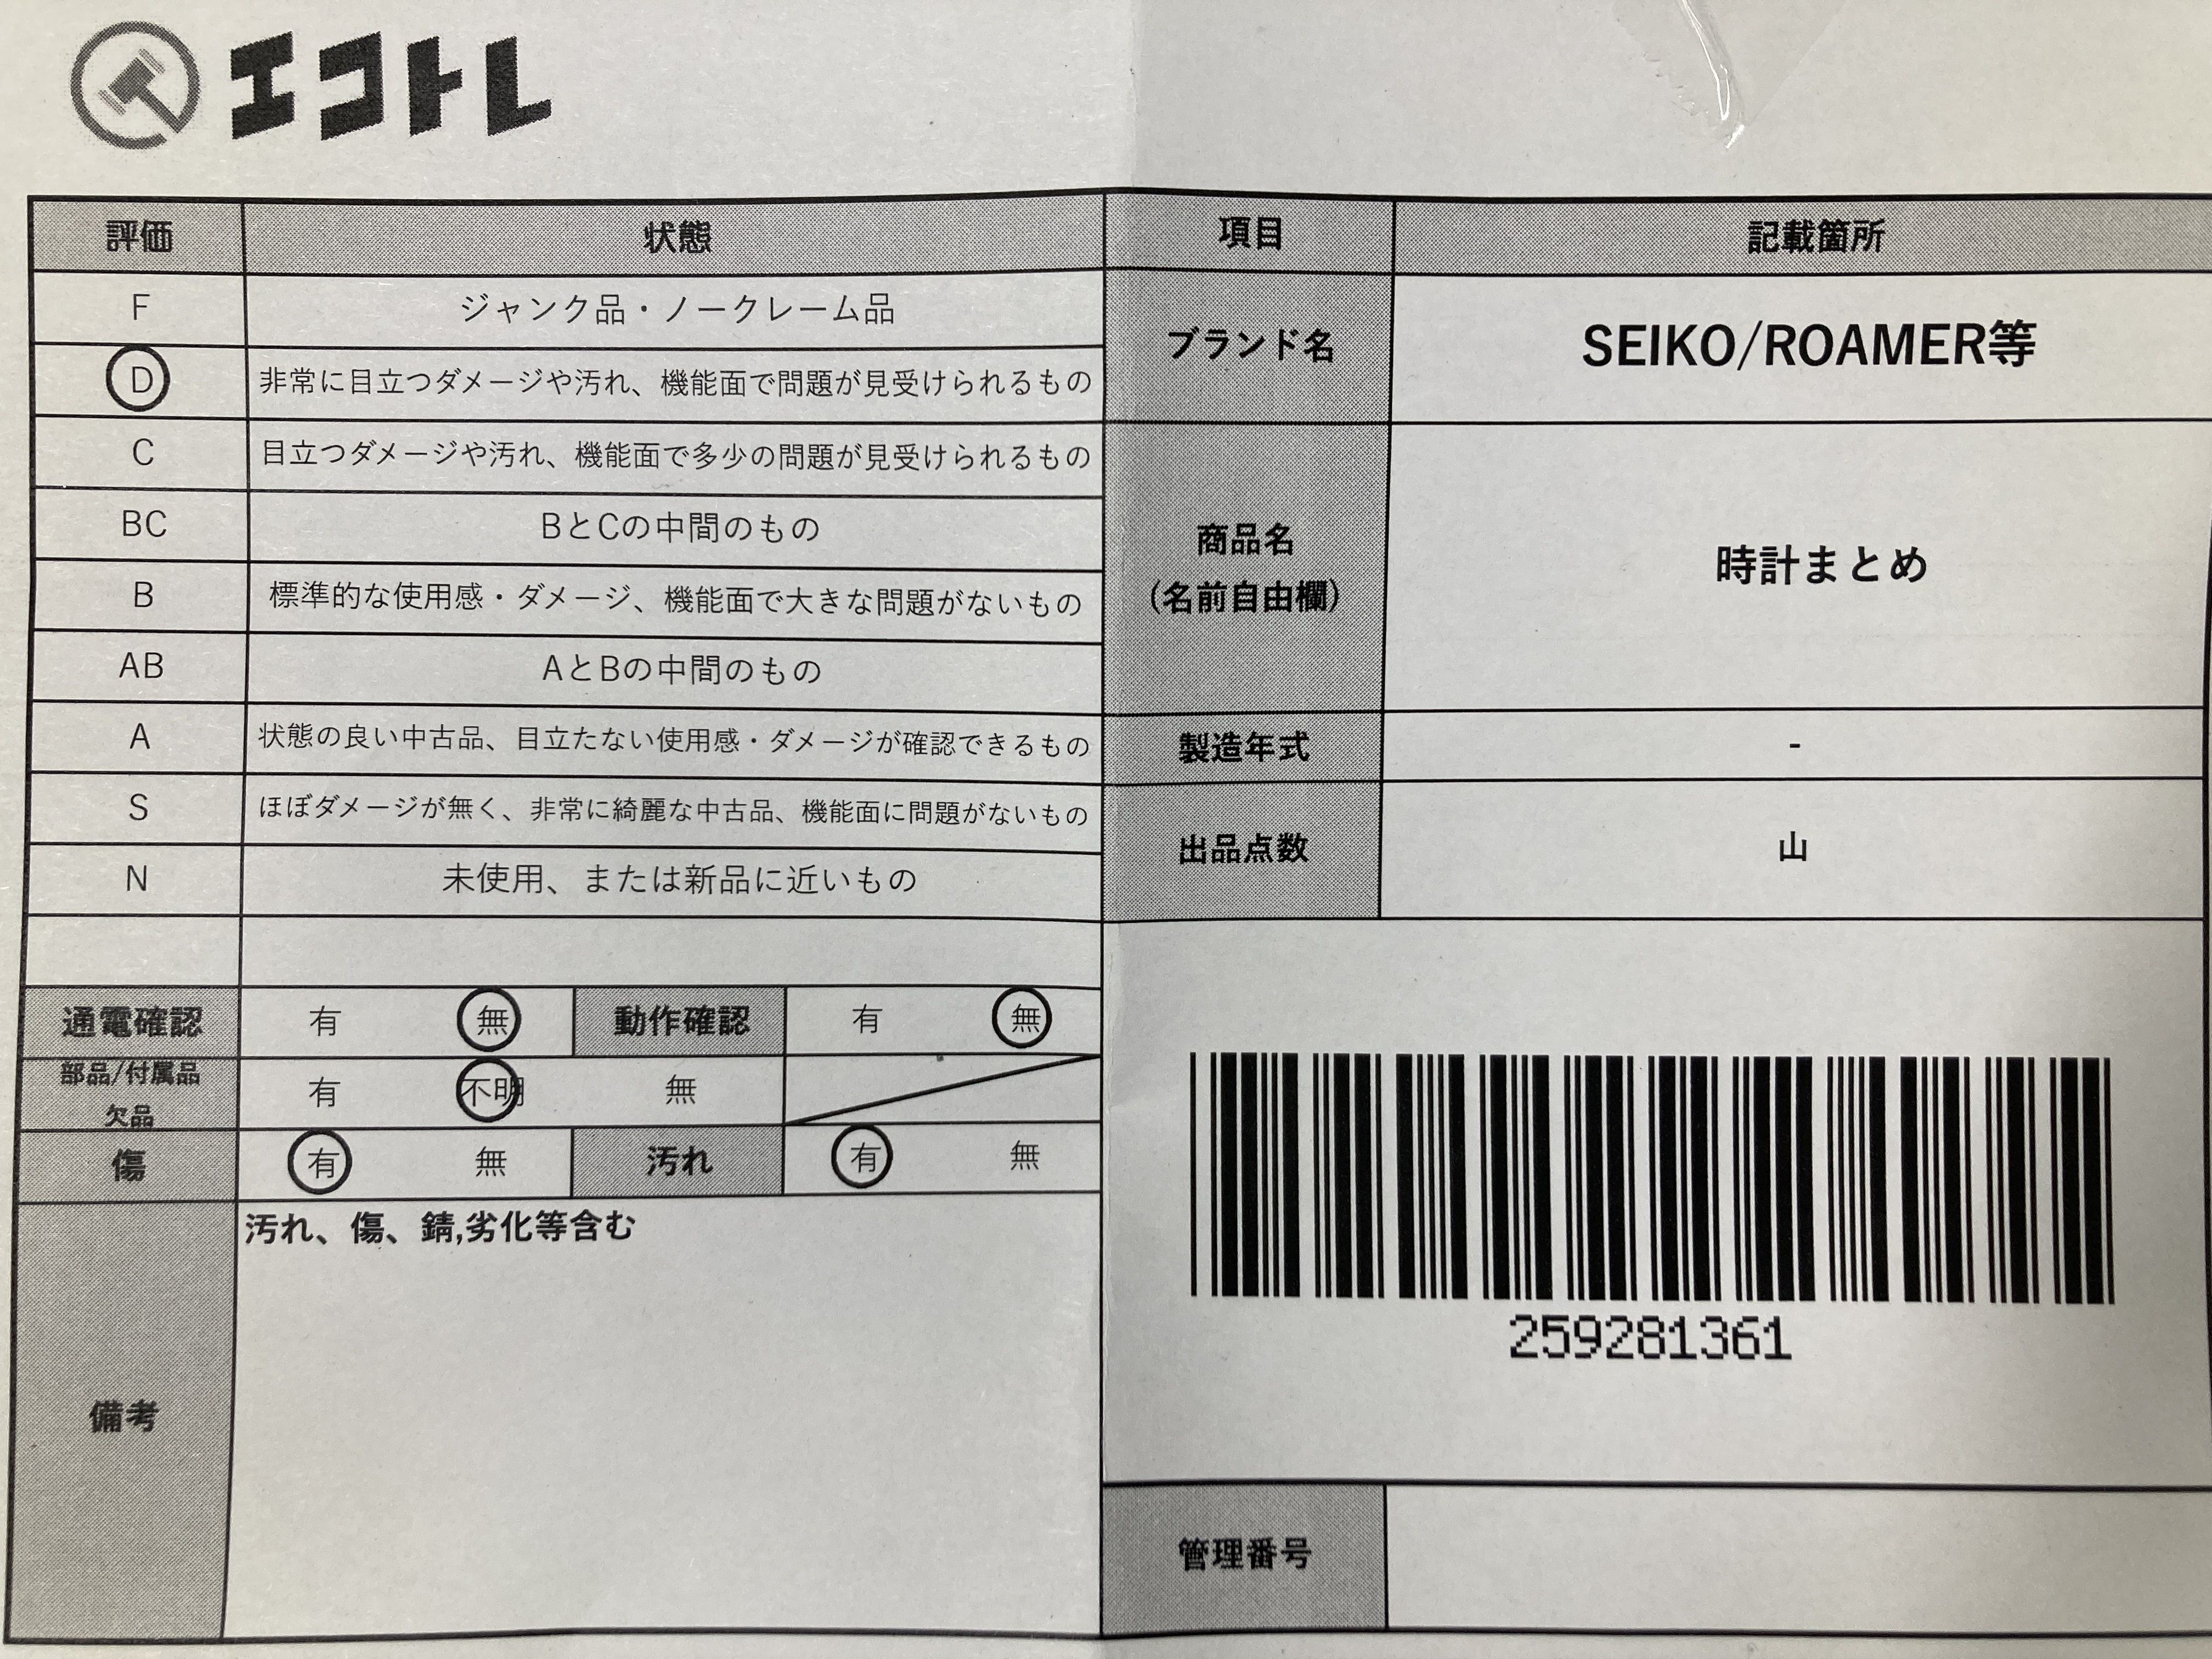 エコトレ
評価 状態
F ジャンク品・ノークレーム品
D 非常に目立つダメージや汚れ、機能面で問題が見受けられるもの
C 目立つダメージや汚れ、機能面で多少の問題が見受けられるもの
BC BとCの中間のもの
B 標準的な使用感・ダメージ、機能面で大きな問題がないもの
AB AとBの中間のもの
A 状態の良い中古品、目立たない使用感・ダメージが確認できるもの
S ほぼダメージが無く、非常に綺麗な中古品、機能面に問題がないもの
N 未使用、または新品に近いもの
通電確認 有 無 動作確認 有 無
部品/付属品
欠品
有 不明 無
傷 有 無 汚れ 有 無
備考
汚れ、傷、錆,劣化等含む
項目 記載箇所
ブランド名 SEIKO/ROAMER等
商品名
(名前自由欄)
時計まとめ
製造年式 -
出品点数 山
259281361
管理番号